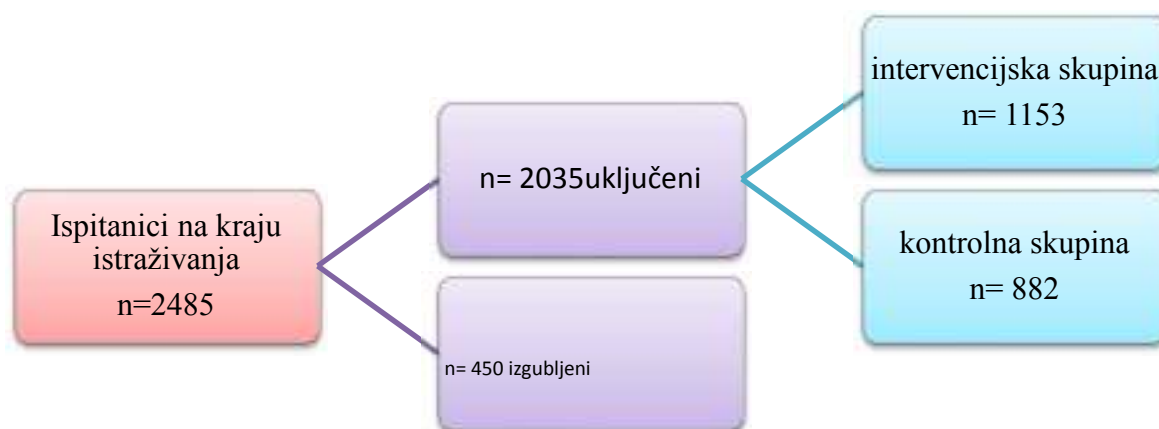 Ispitanici na kraju
istraživanja
n=2485
n= 2035uključeni
n= 450 izgubljeni
intervencijska skupina
n= 1153
kontrolna skupina
n= 882